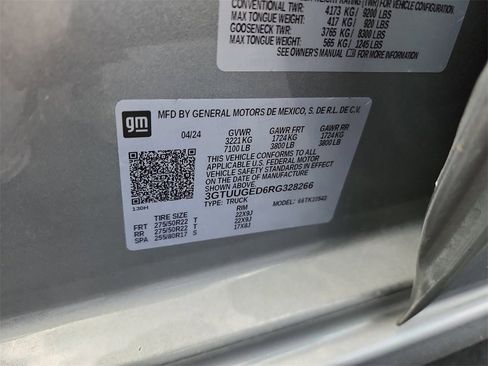 CONVENTIONAL TWR: 4173 KG / 9200 LBS
MAX TONGUE WEIGHT: 417 KG / 920 LBS
GOOSENECK TWR: 3765 KG / 8300 LBS
MAX TONGUE WEIGHT: 565 KG / 1245 LBS
SEE OWNER'S MANUAL FOR MORE INFORMATION
gm
MFD BY GENERAL MOTORS DE MEXICO, S. DE R.L. DE C.V.
04/24 GVWR GAWR FRT GAWR RR
3221 KG 1724 KG 1724 KG
7100 LB 3800 LB 3800 LB
THIS VEHICLE CONFORMS TO ALL
APPLICABLE U.S. FEDERAL MOTOR
VEHICLE SAFETY STANDARDS IN EFFECT
ON THE DATE OF MANUFACTURE
SHOWN ABOVE.
3GTUUGED6RG328266
TYPE: TRUCK MODEL:
130H
TIRE SIZE RIM
FRT 275/50R22 T 22X9J
RR 275/50R22 T 22X9J
SPA 255/80R17 S 17X8J